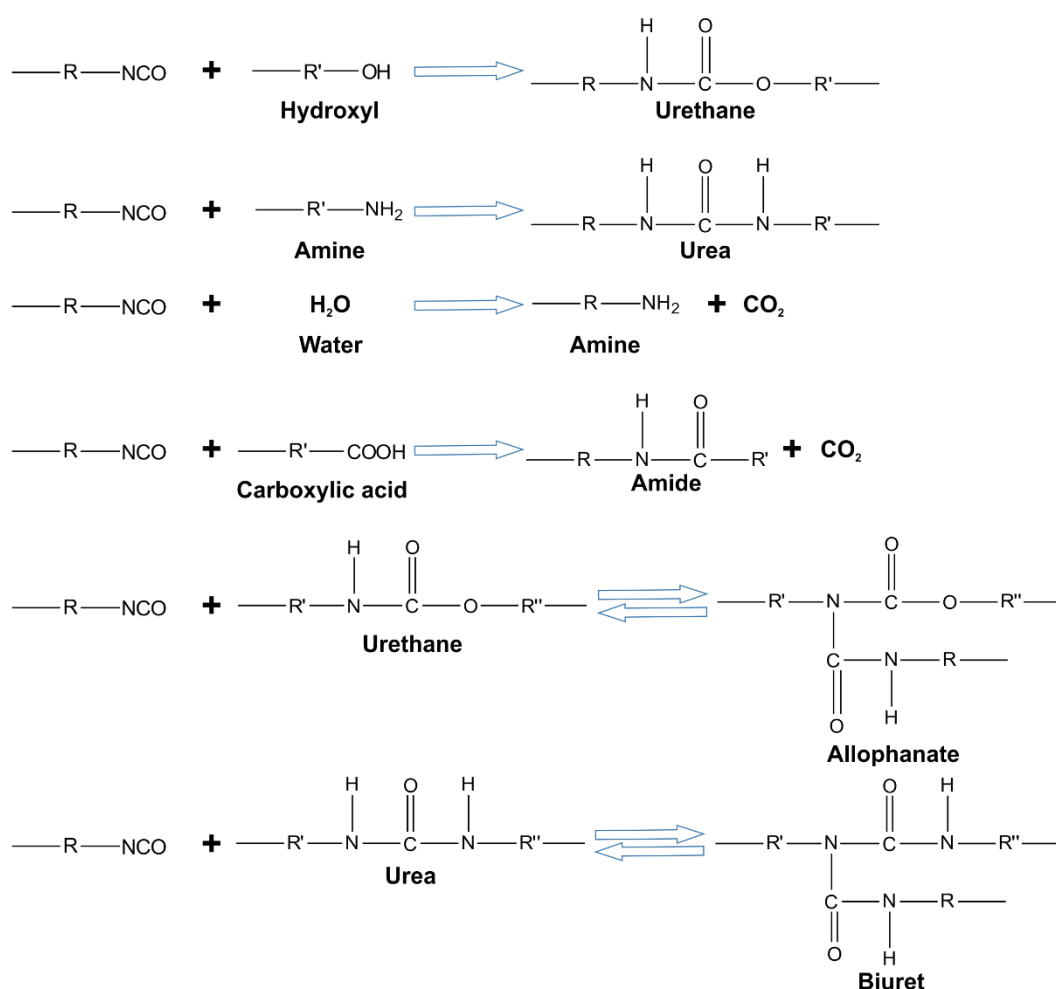 H O
R NCO + R' OH R N C O R'
Hydroxyl Urethane
H O H
R NCO + R' NH₂ R N C N R'
Amine Urea
R NCO + H₂O R NH₂ + CO₂
Water Amine
H O
R NCO + R' COOH R N C R' + CO₂
Carboxylic acid Amide
H O O
R NCO + R' N C O R'' R' N C O R''
Urethane
C N R
O H
Allophanate
H O H O H
R NCO + R' N C N R'' R' N C N R''
Urea
C N R
O H
Biuret